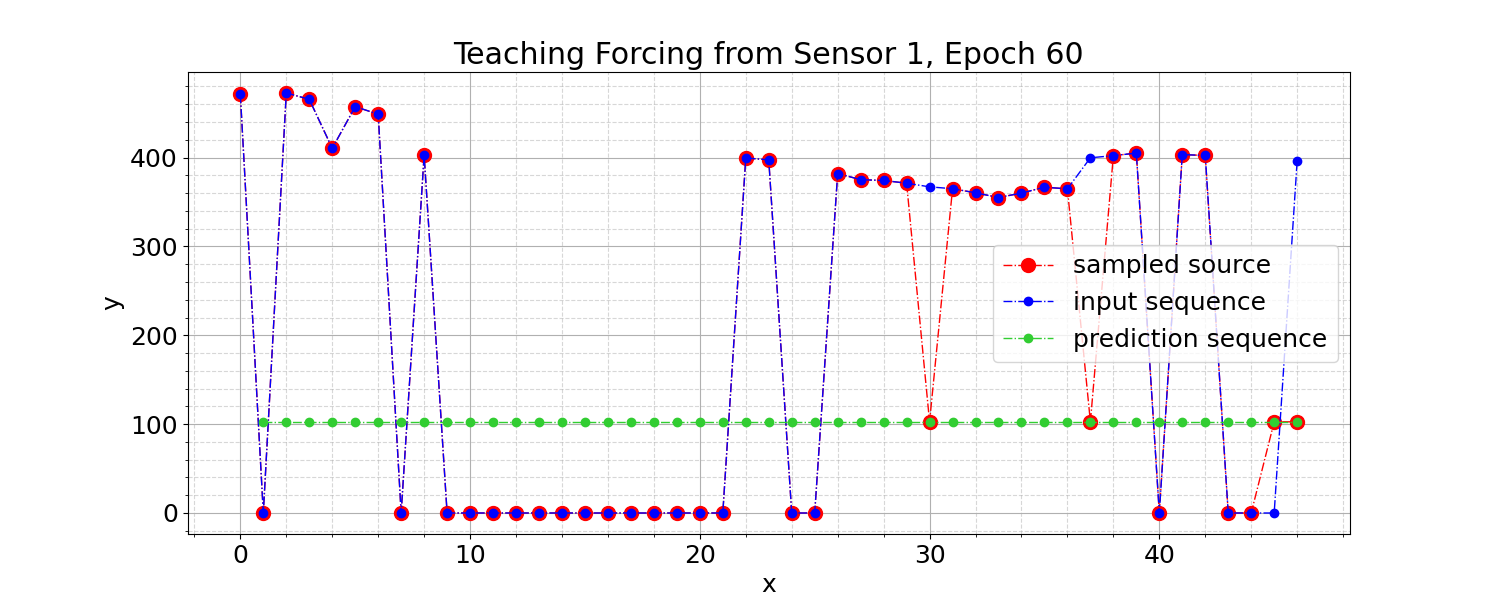 Teaching Forcing from Sensor 1, Epoch 60
y
400
300
200
100
0
sampled source
input sequence
prediction sequence
0 10 20 30 40
x